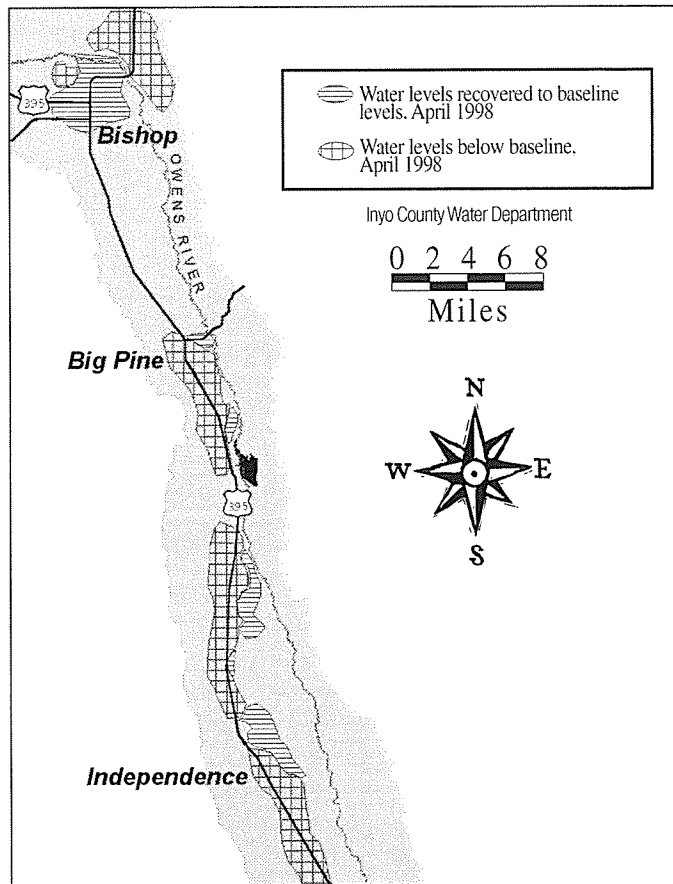 395
Bishop
OWENS RIVER
Water levels recovered to baseline
levels, April 1998
Water levels below baseline,
April 1998
Inyo County Water Department
0 2 4 6 8
Miles
Big Pine
N
W E
S
395
Independence